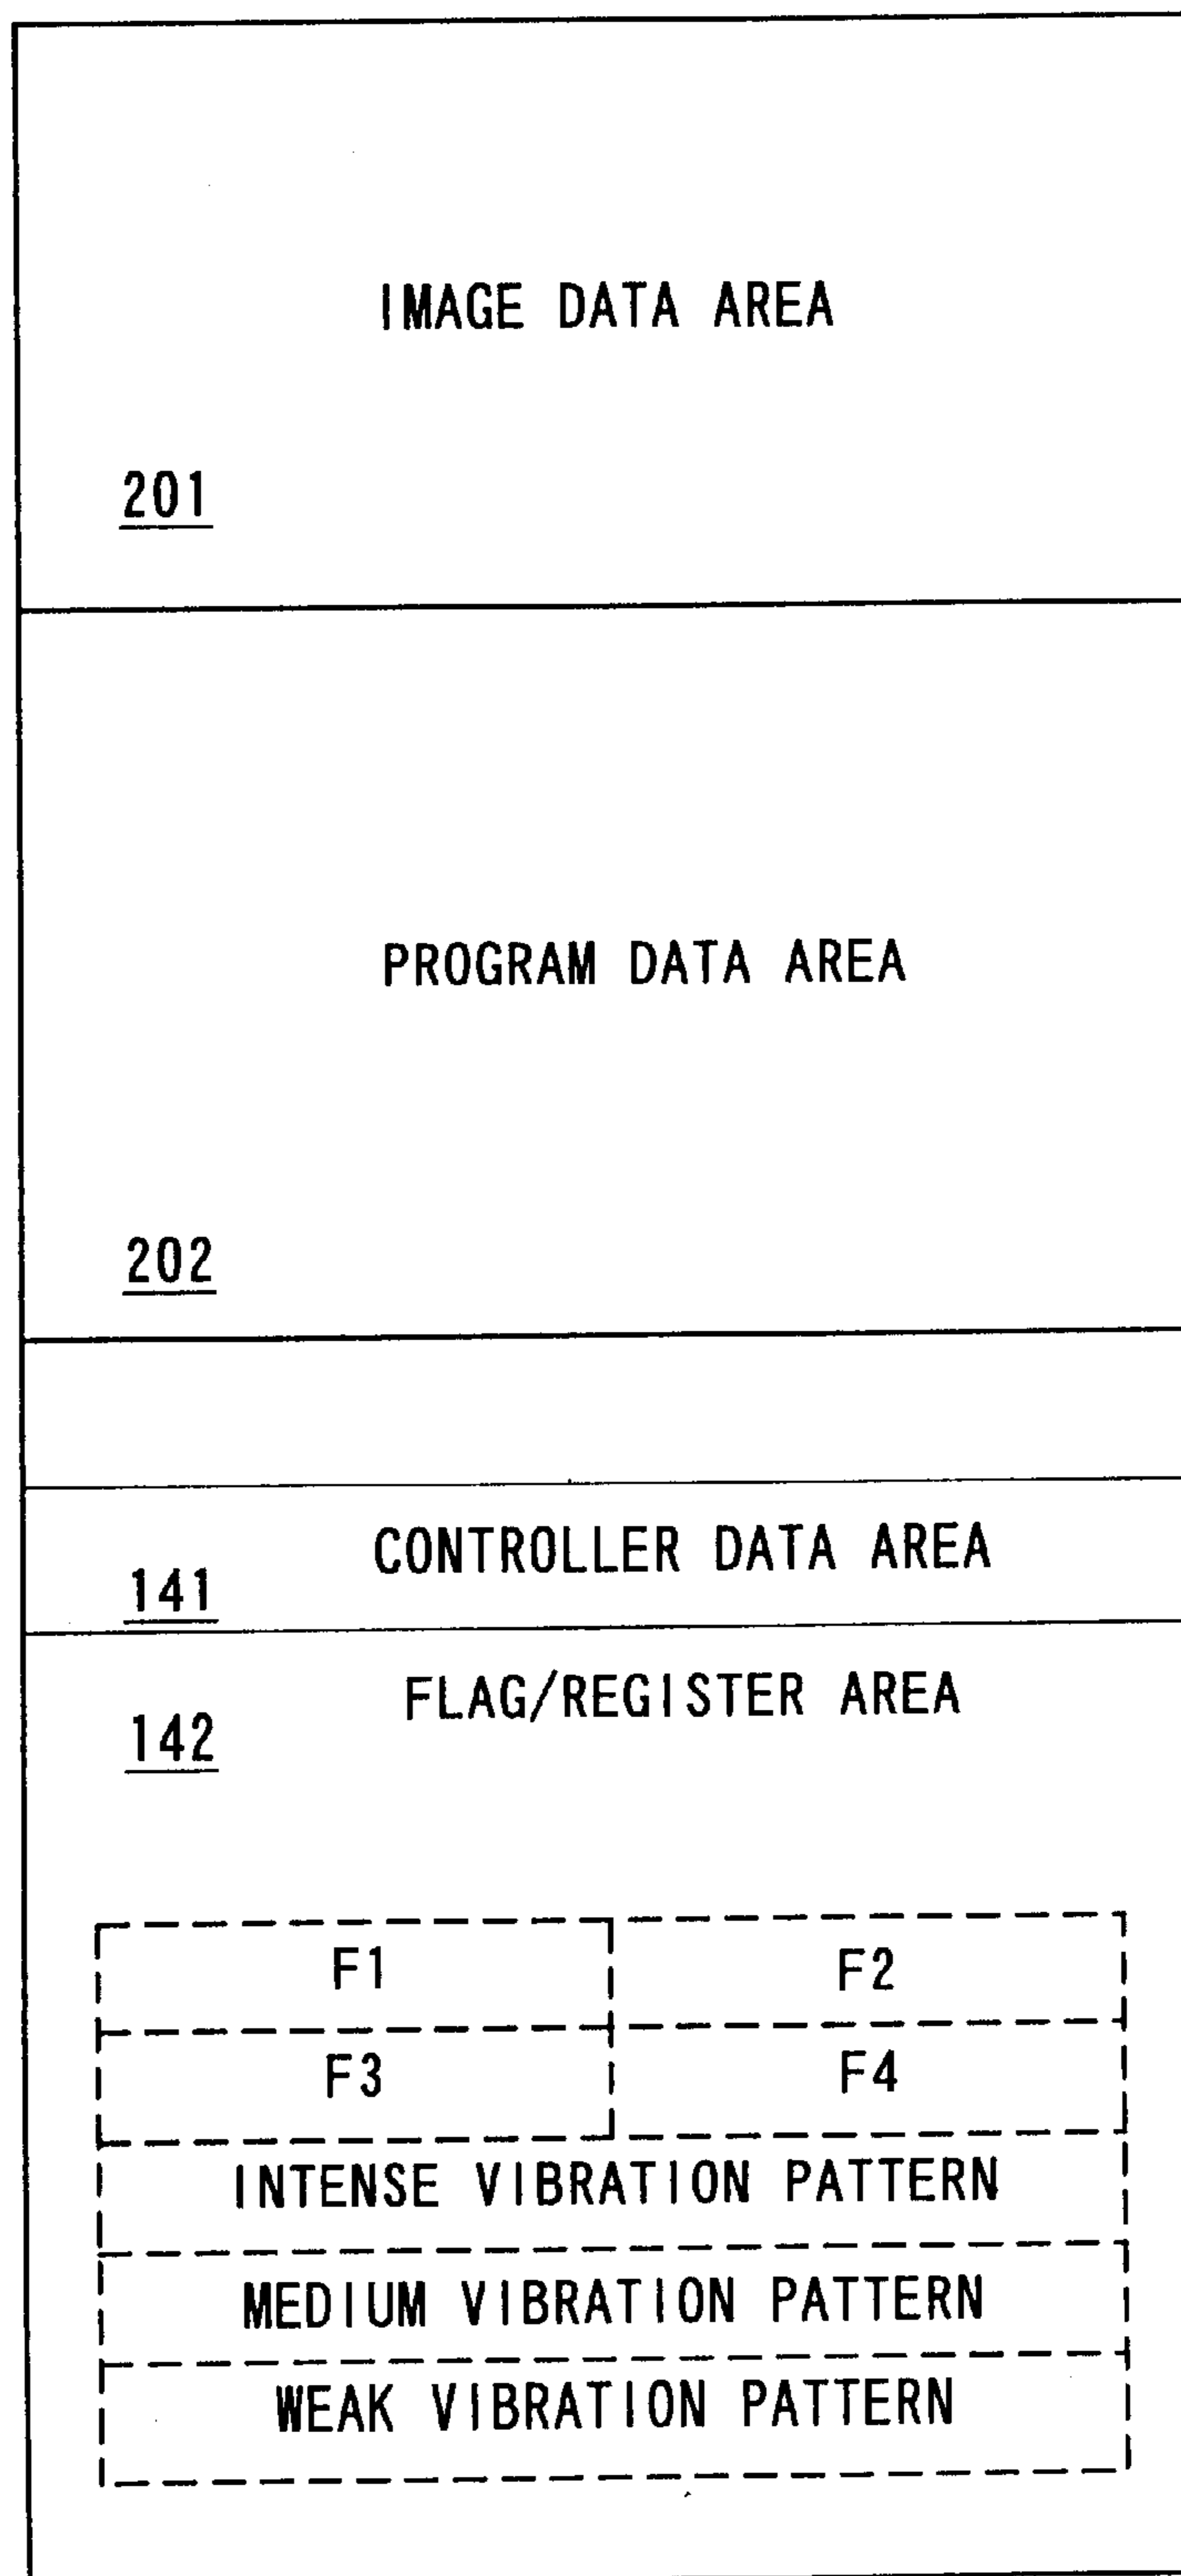 IMAGE DATA AREA
201
PROGRAM DATA AREA
202
CONTROLLER DATA AREA
141
FLAG/REGISTER AREA
142
F1 F2
F3 F4
INTENSE VIBRATION PATTERN
MEDIUM VIBRATION PATTERN
WEAK VIBRATION PATTERN